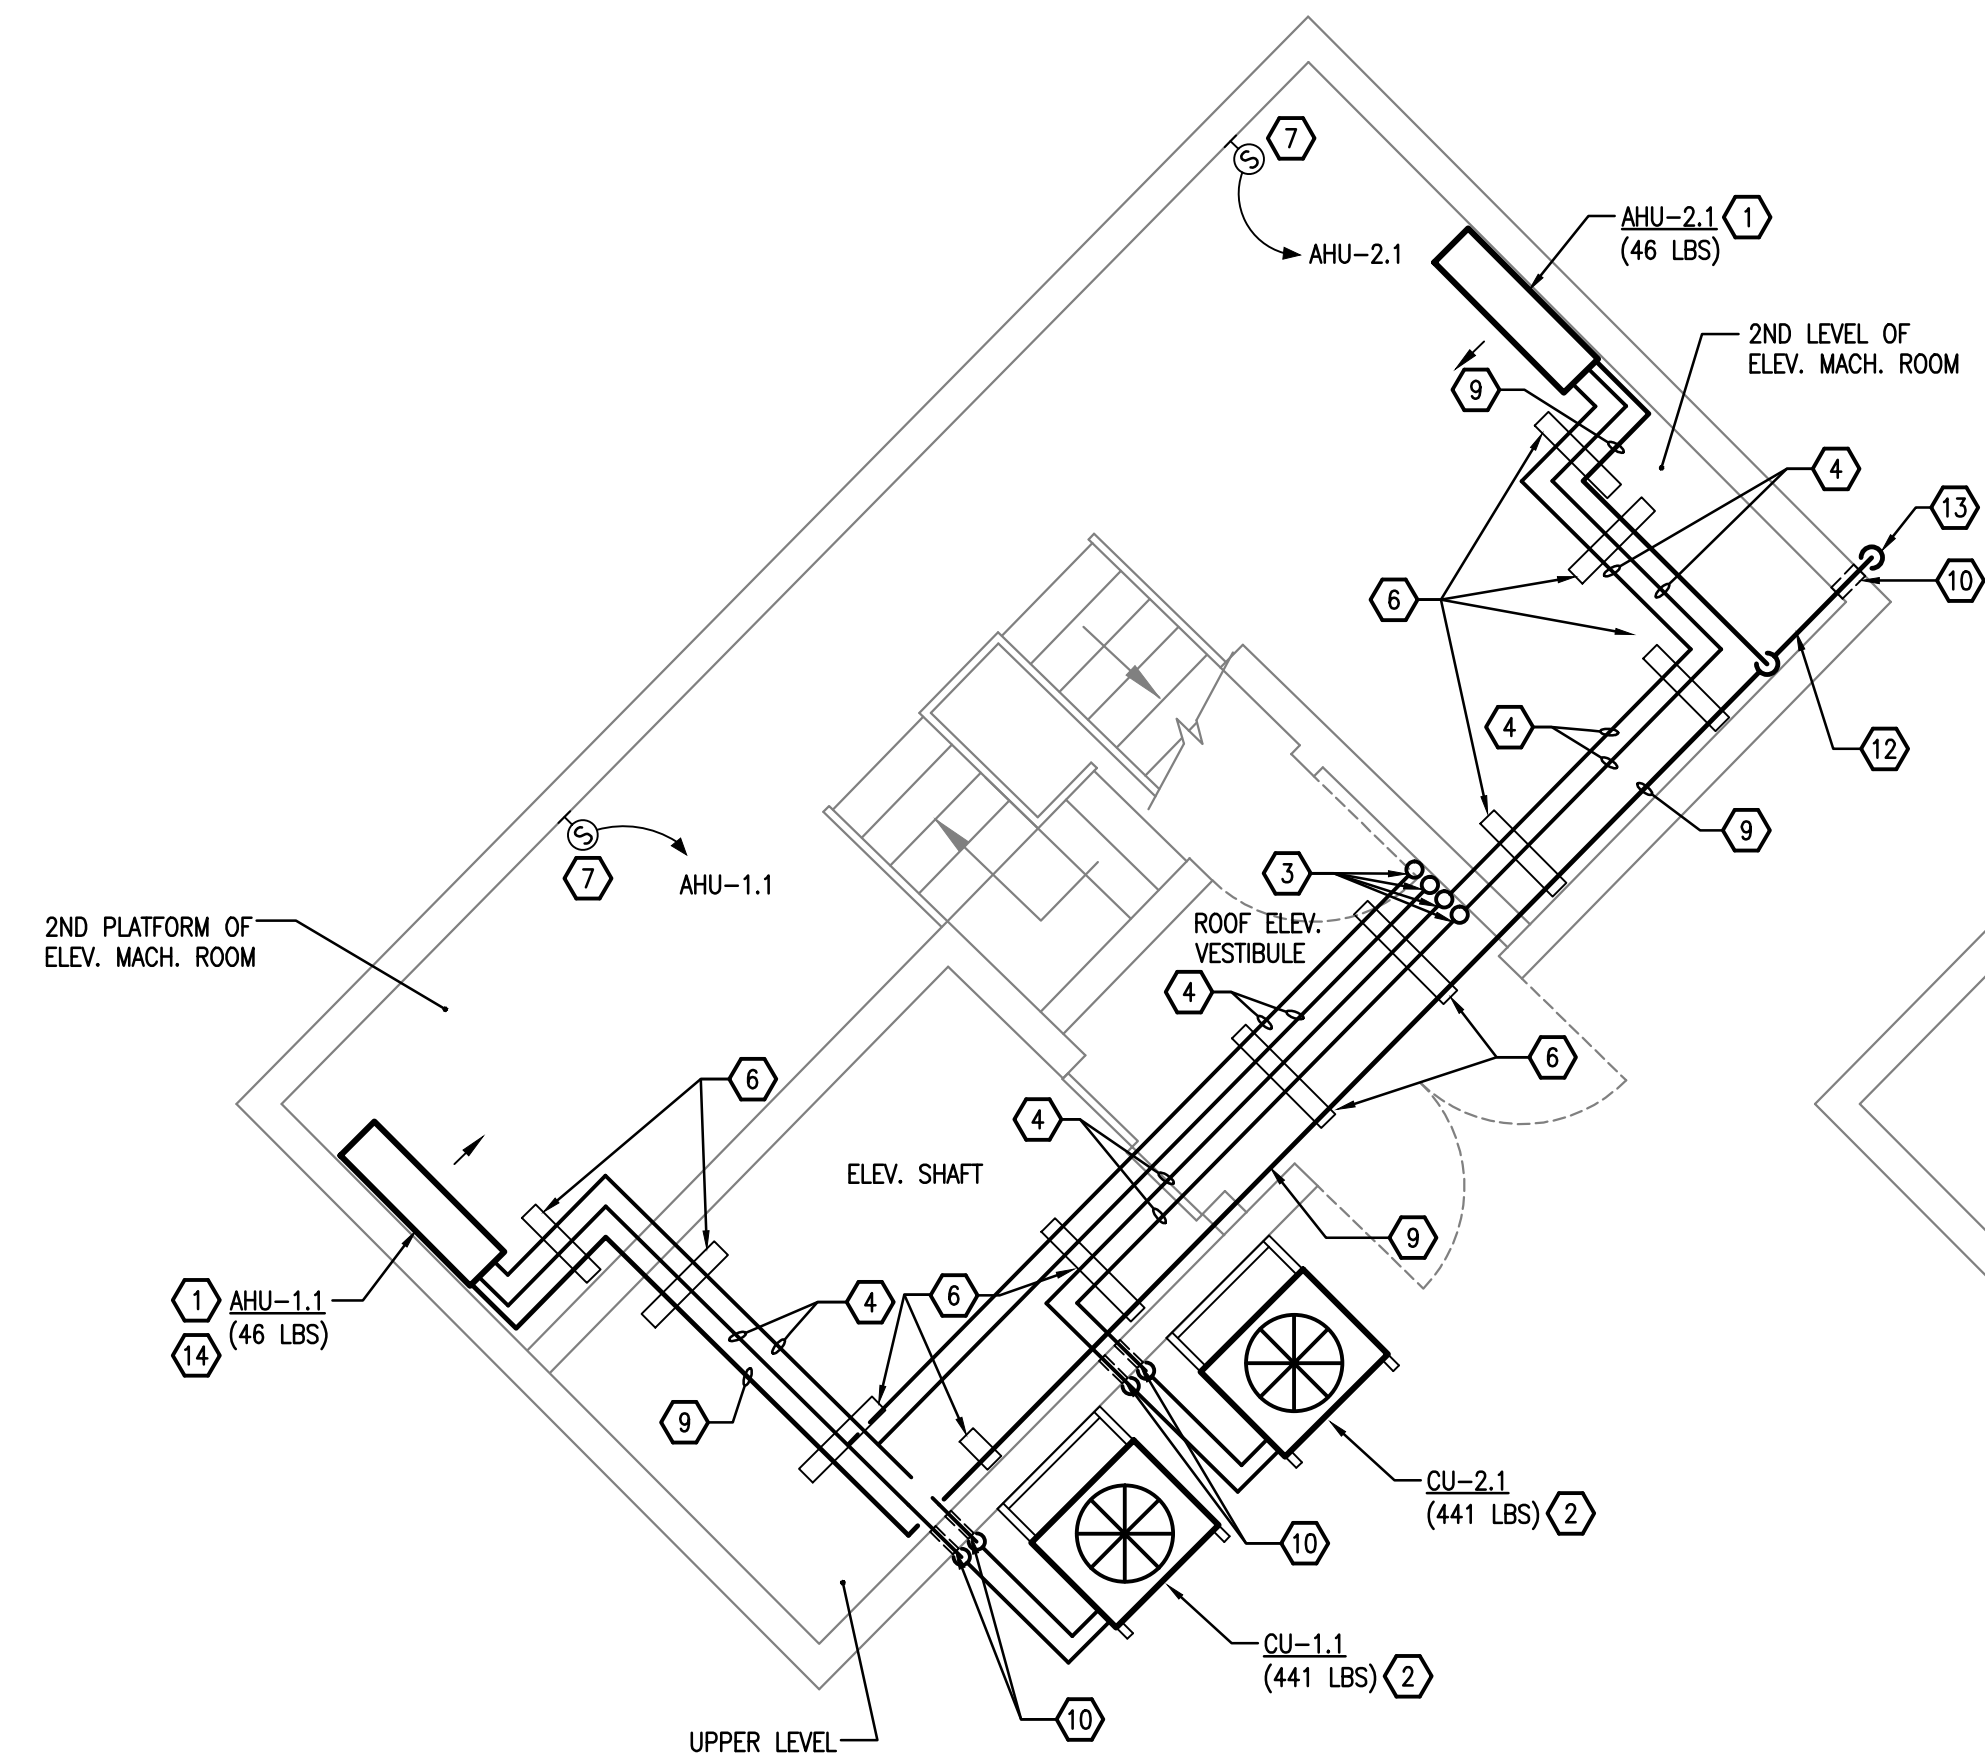 7
S
AHU-2.1
AHU-2.1
1
(46 LBS)
2ND LEVEL OF
ELEV. MACH. ROOM
9
4
13
10
6
4
12
9
S
7
AHU-1.1
3
ROOF ELEV.
VESTIBULE
2ND PLATFORM OF
ELEV. MACH. ROOM
4
6
6
4
ELEV. SHAFT
9
1
AHU-1.1
(46 LBS)
14
4
6
9
CU-2.1
(441 LBS)
2
10
CU-1.1
(441 LBS)
2
10
UPPER LEVEL